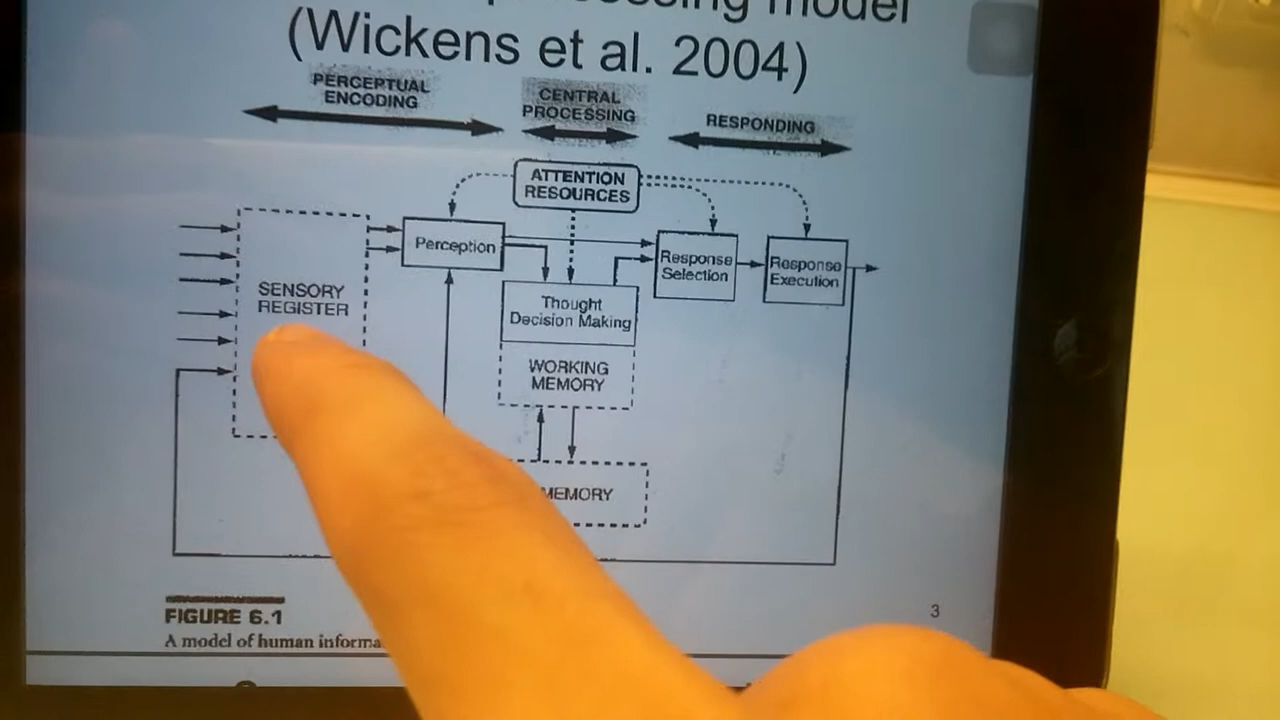 model
(Wickens et al. 2004)
PERCEPTUAL
ENCODING
CENTRAL
PROCESSING
RESPONDING
ATTENTION
RESOURCES
Perception
Response
Selection
Response
Execution
SENSORY
REGISTER
Thought
Decision Making
WORKING
MEMORY
MEMORY
3
FIGURE 6.1
A model of human